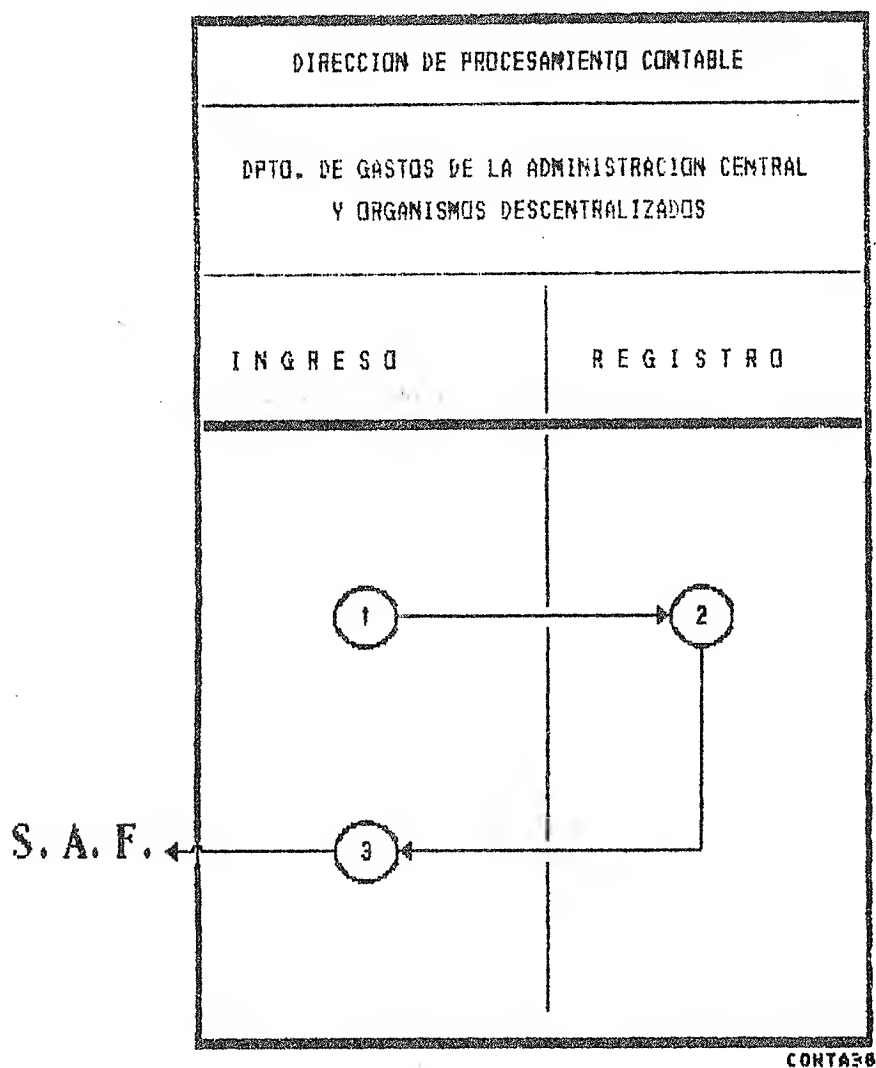 DIRECCION DE PROCESAMIENTO CONTABLE
DPTO. DE GASTOS DE LA ADMINISTRACION CENTRAL
Y ORGANISMOS DESCENTRALIZADOS
INGRESO REGISTRO
1 2
S. A. F. 3
CONTA38